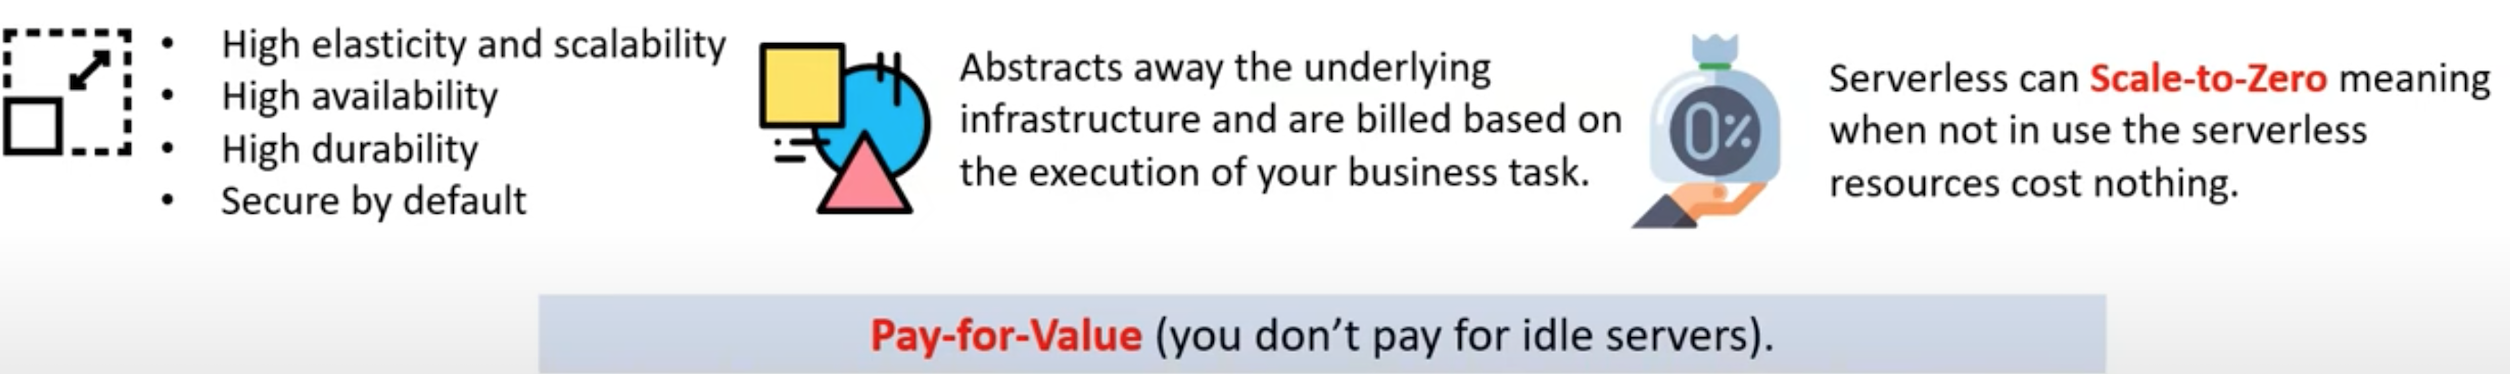 • High elasticity and scalability
• High availability
• High durability
• Secure by default
Abstracts away the underlying
infrastructure and are billed based on
the execution of your business task.
0%
Serverless can Scale-to-Zero meaning
when not in use the serverless
resources cost nothing.
Pay-for-Value (you don’t pay for idle servers).